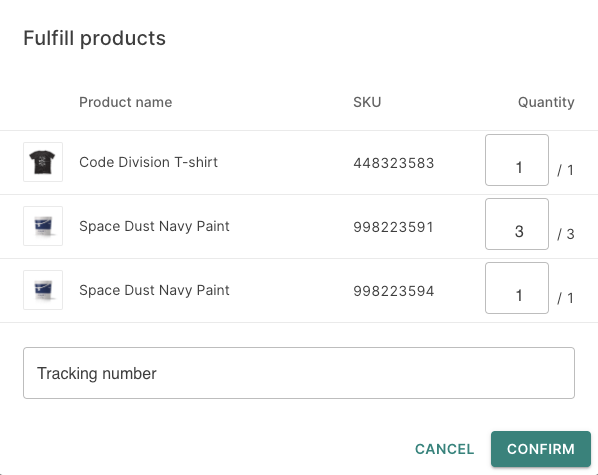 Fulfill products
Product name SKU Quantity
Code Division T-shirt 448323583 1 / 1
Space Dust Navy Paint 998223591 3 / 3
Space Dust Navy Paint 998223594 1 / 1
Tracking number
CANCEL CONFIRM